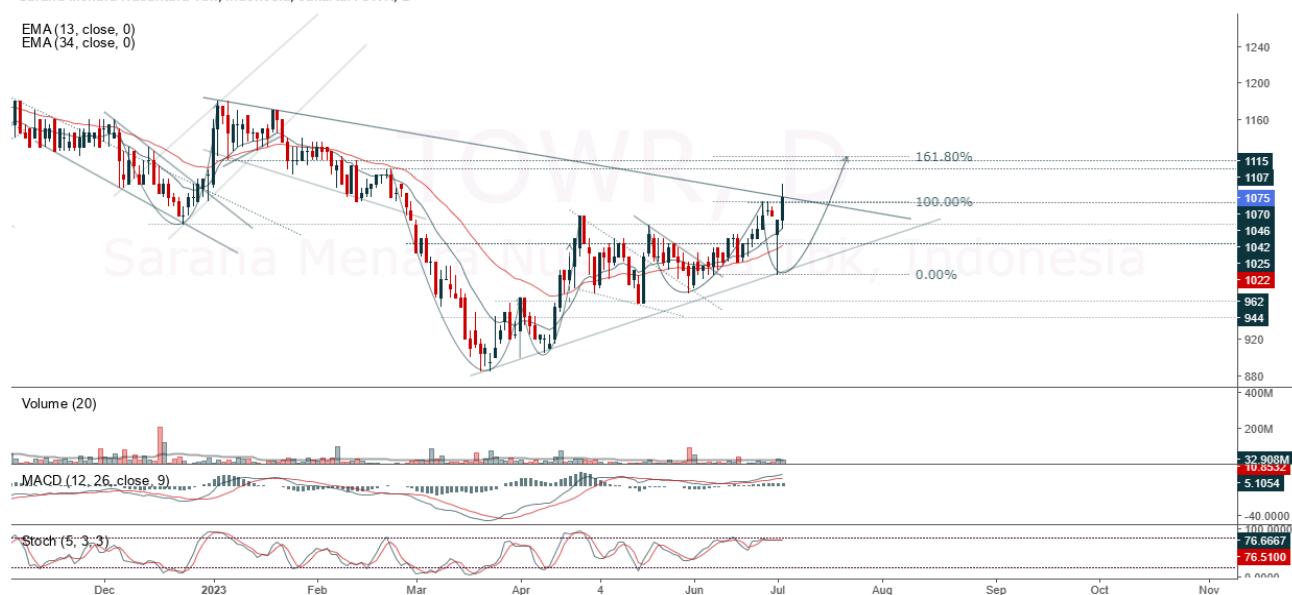 EMA (13, close, 0)
EMA (34, close, 0)
TOWR, D
Sarana Menara Nusantara Tbk, Indonesia
1240
1200
1160
161.80%
1115
1107
1075
100.00%
1070
1046
1042
1025
0.00%
1022
962
944
920
880
Volume (20)
400M
200M
32.908M
MACD (12, 26, close, 9)
10.8532
5.1054
-40.0000
Stoch (5, 3, 3)
100.0000
76.6667
76.5100
0.0000
Dec
2023
Feb
Mar
Apr
4
Jun
Jul
Aug
Sep
Oct
Nov